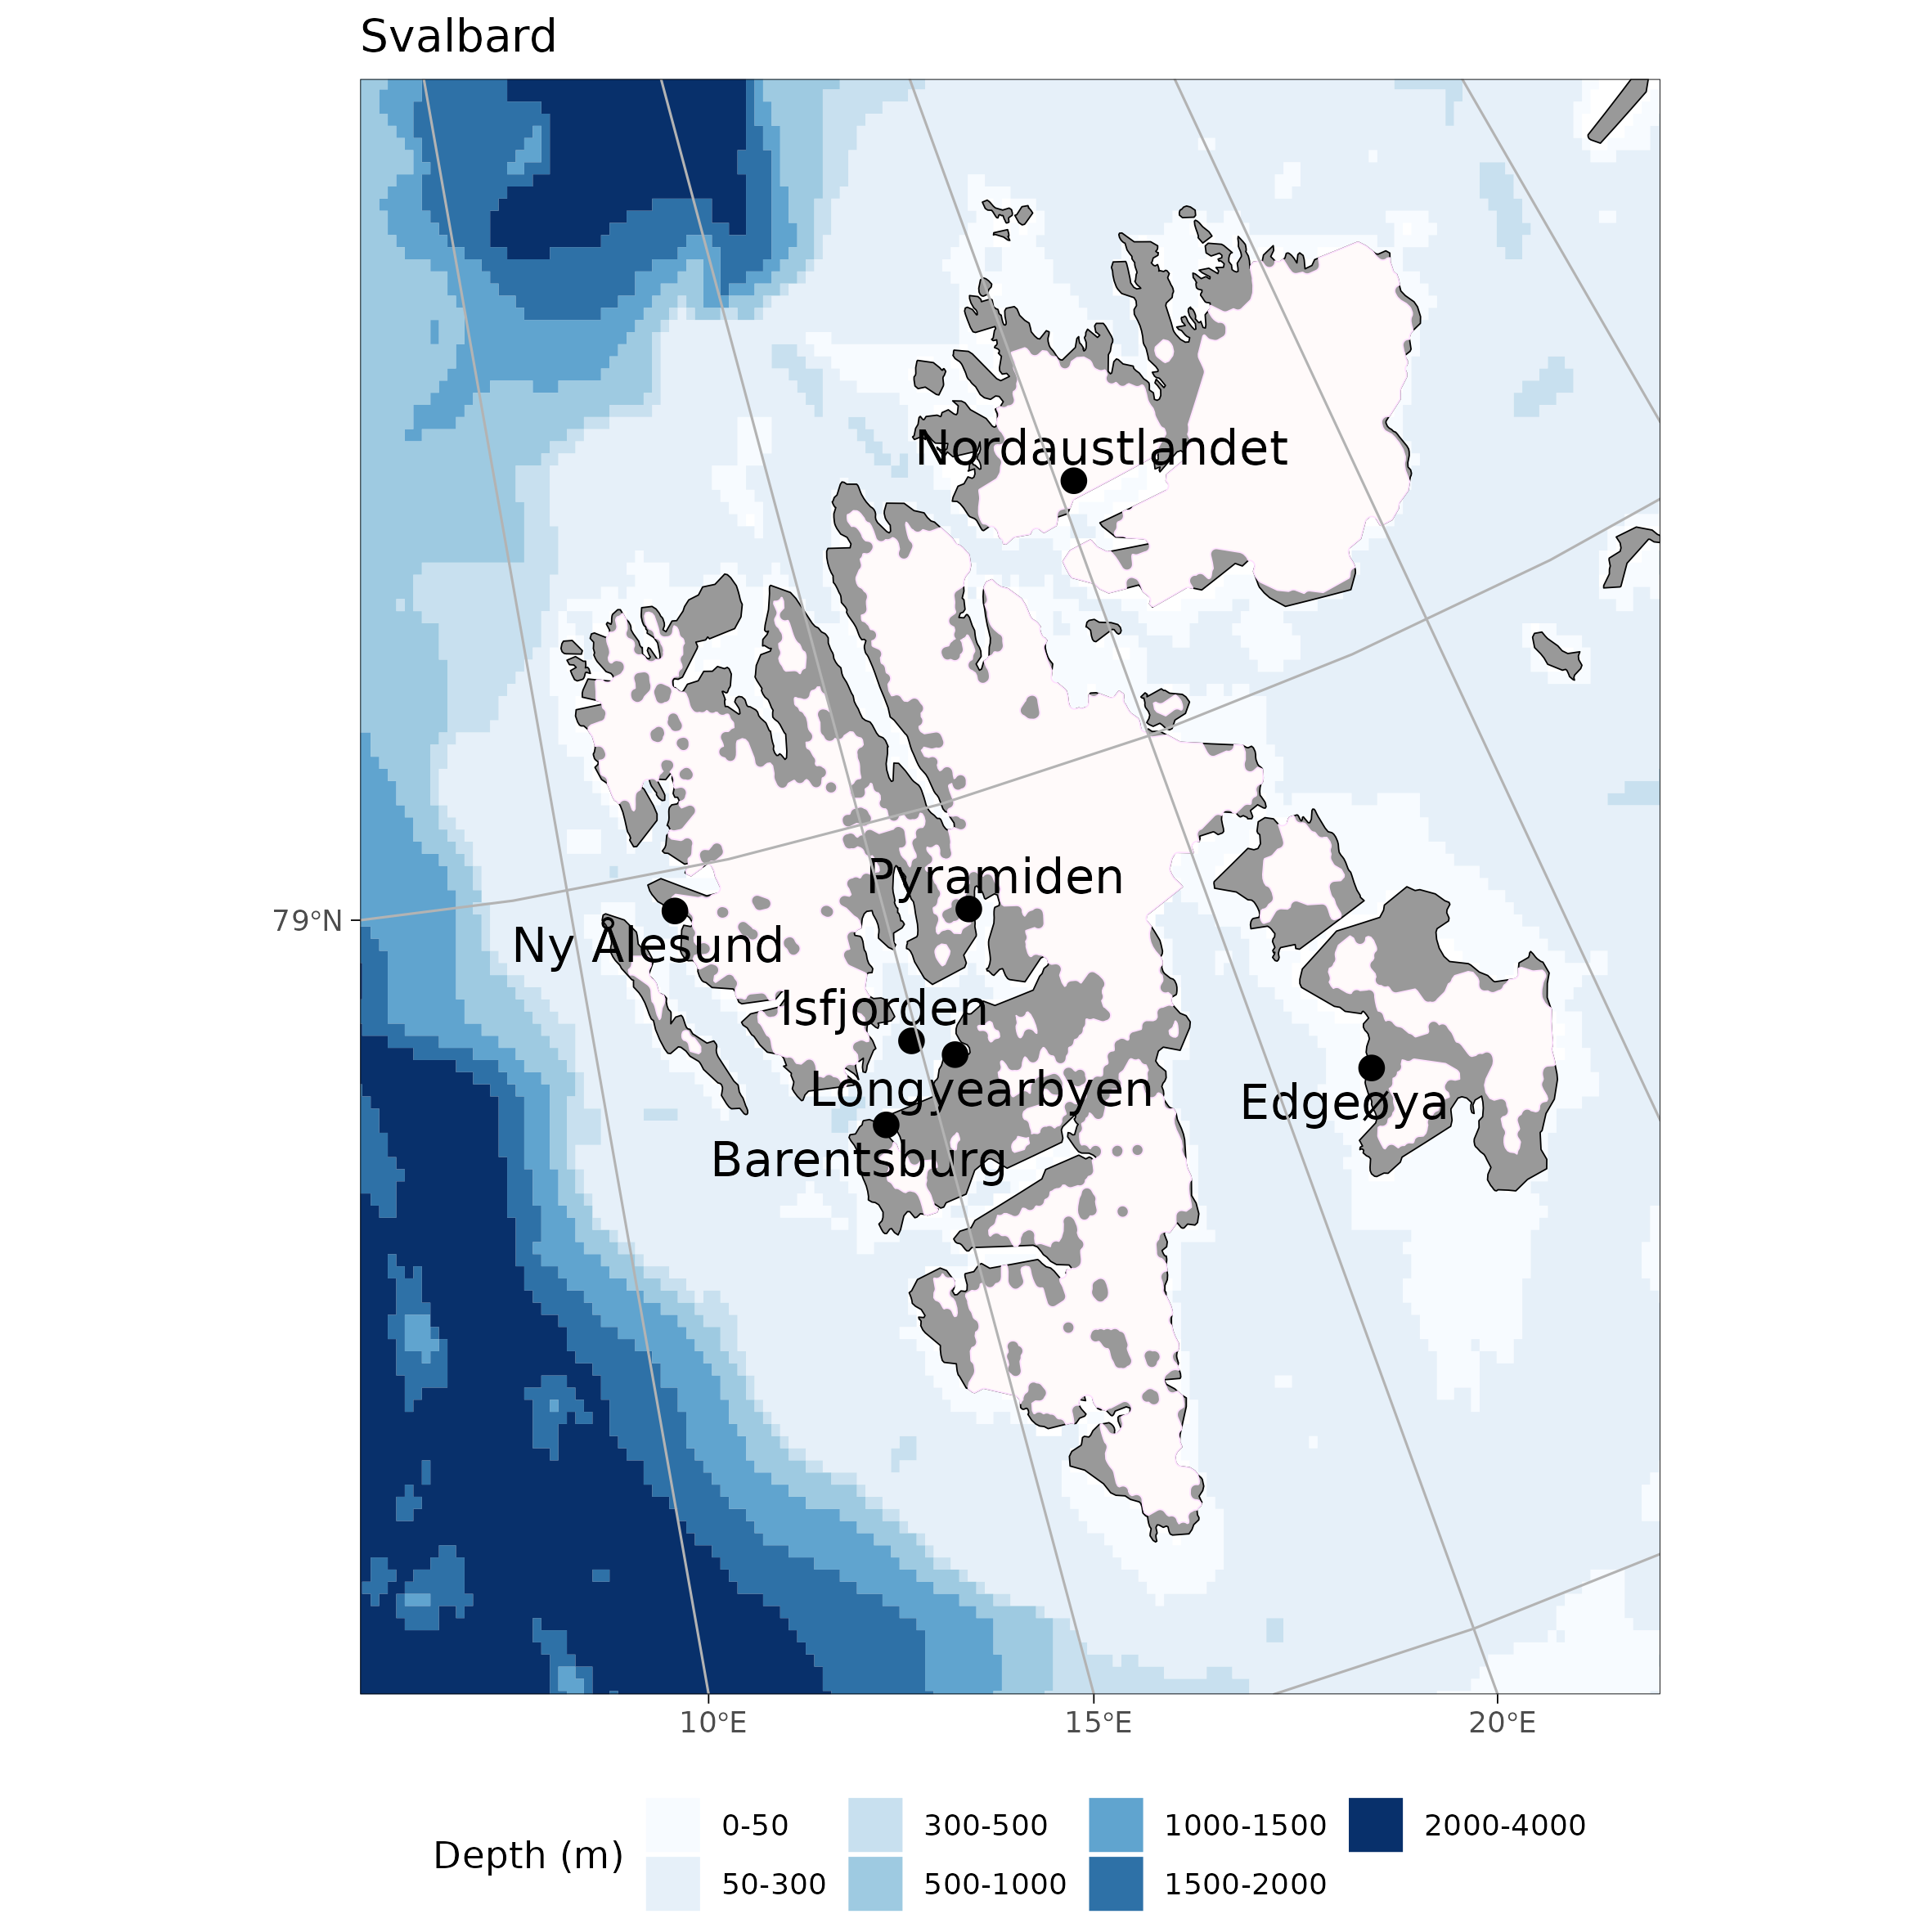 Svalbard
Nordaustlandet
Pyramiden
79°N
Ny Ålesund
Isfjorden
Longyearbyen
Edgeøya
Barentsburg
10°E 15°E 20°E
0-50 300-500 1000-1500 2000-4000
Depth (m)
50-300 500-1000 1500-2000